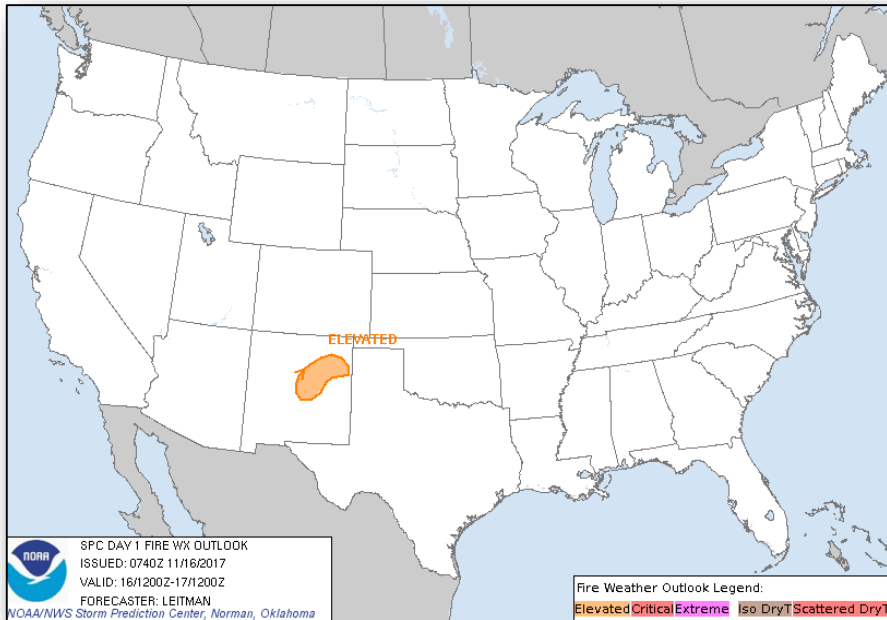 ELEVATED
NOAA
SPC DAY 1 FIRE WX OUTLOOK
ISSUED: 0740Z 11/16/2017
VALID: 16/1200Z-17/1200Z
FORECASTER: LEITMAN
NOAA/NWS Storm Prediction Center, Norman, Oklahoma
Fire Weather Outlook Legend:
Elevated Critical Extreme Iso DryT Scattered DryT